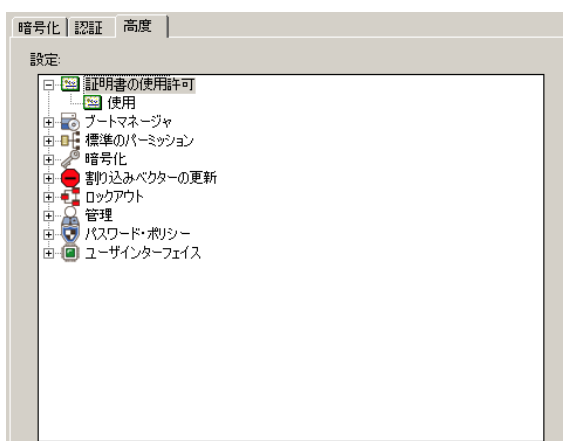 暗号化 認証 高度
設定:
証明書の使用許可
使用
ブートマネージャ
標準のパーミッション
暗号化
割り込みベクターの更新
ロックアウト
管理
パスワード・ポリシー
ユーザインターフェイス